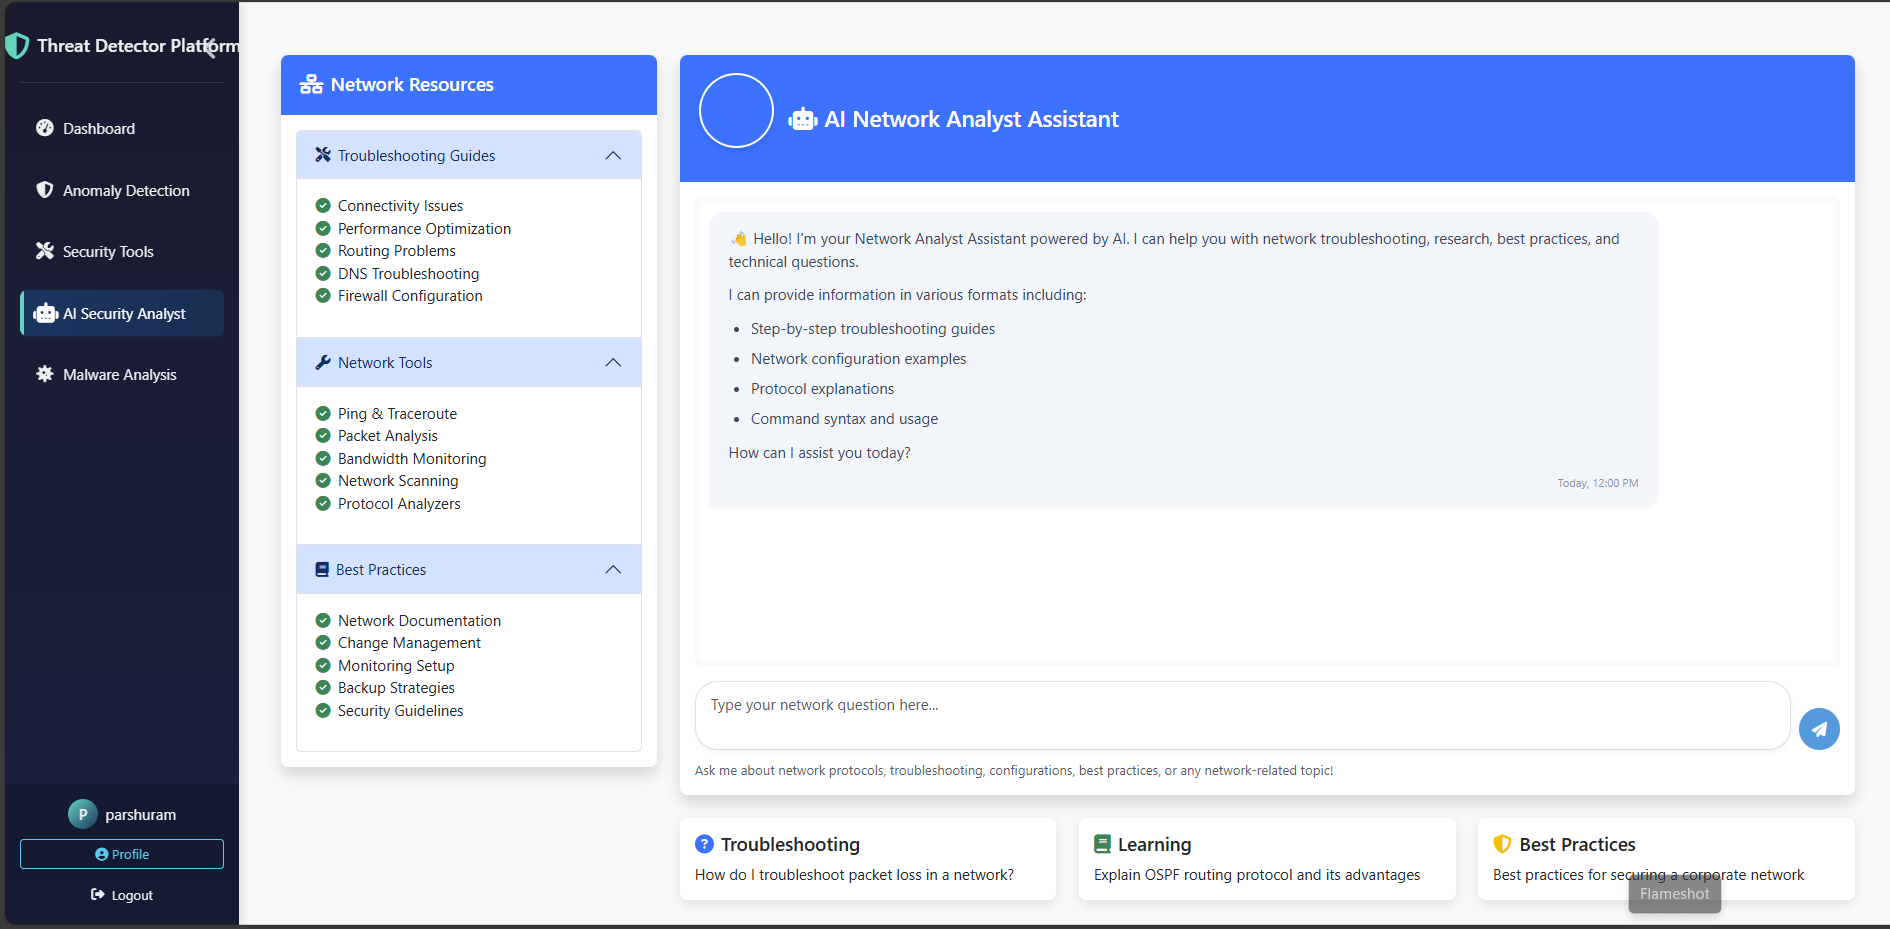 Threat Detector Platform
Dashboard
Anomaly Detection
Security Tools
AI Security Analyst
Malware Analysis
P parshuram
Profile
Logout
Network Resources
Troubleshooting Guides
Connectivity Issues
Performance Optimization
Routing Problems
DNS Troubleshooting
Firewall Configuration
Network Tools
Ping & Traceroute
Packet Analysis
Bandwidth Monitoring
Network Scanning
Protocol Analyzers
Best Practices
Network Documentation
Change Management
Monitoring Setup
Backup Strategies
Security Guidelines
AI Network Analyst Assistant
👋 Hello! I'm your Network Analyst Assistant powered by AI. I can help you with network troubleshooting, research, best practices, and
technical questions.
I can provide information in various formats including:
• Step-by-step troubleshooting guides
• Network configuration examples
• Protocol explanations
• Command syntax and usage
How can I assist you today?
Today, 12:00 PM
Type your network question here...
Ask me about network protocols, troubleshooting, configurations, best practices, or any network-related topic!
Troubleshooting
How do I troubleshoot packet loss in a network?
Learning
Explain OSPF routing protocol and its advantages
Best Practices
Best practices for securing a corporate network
Flameshot